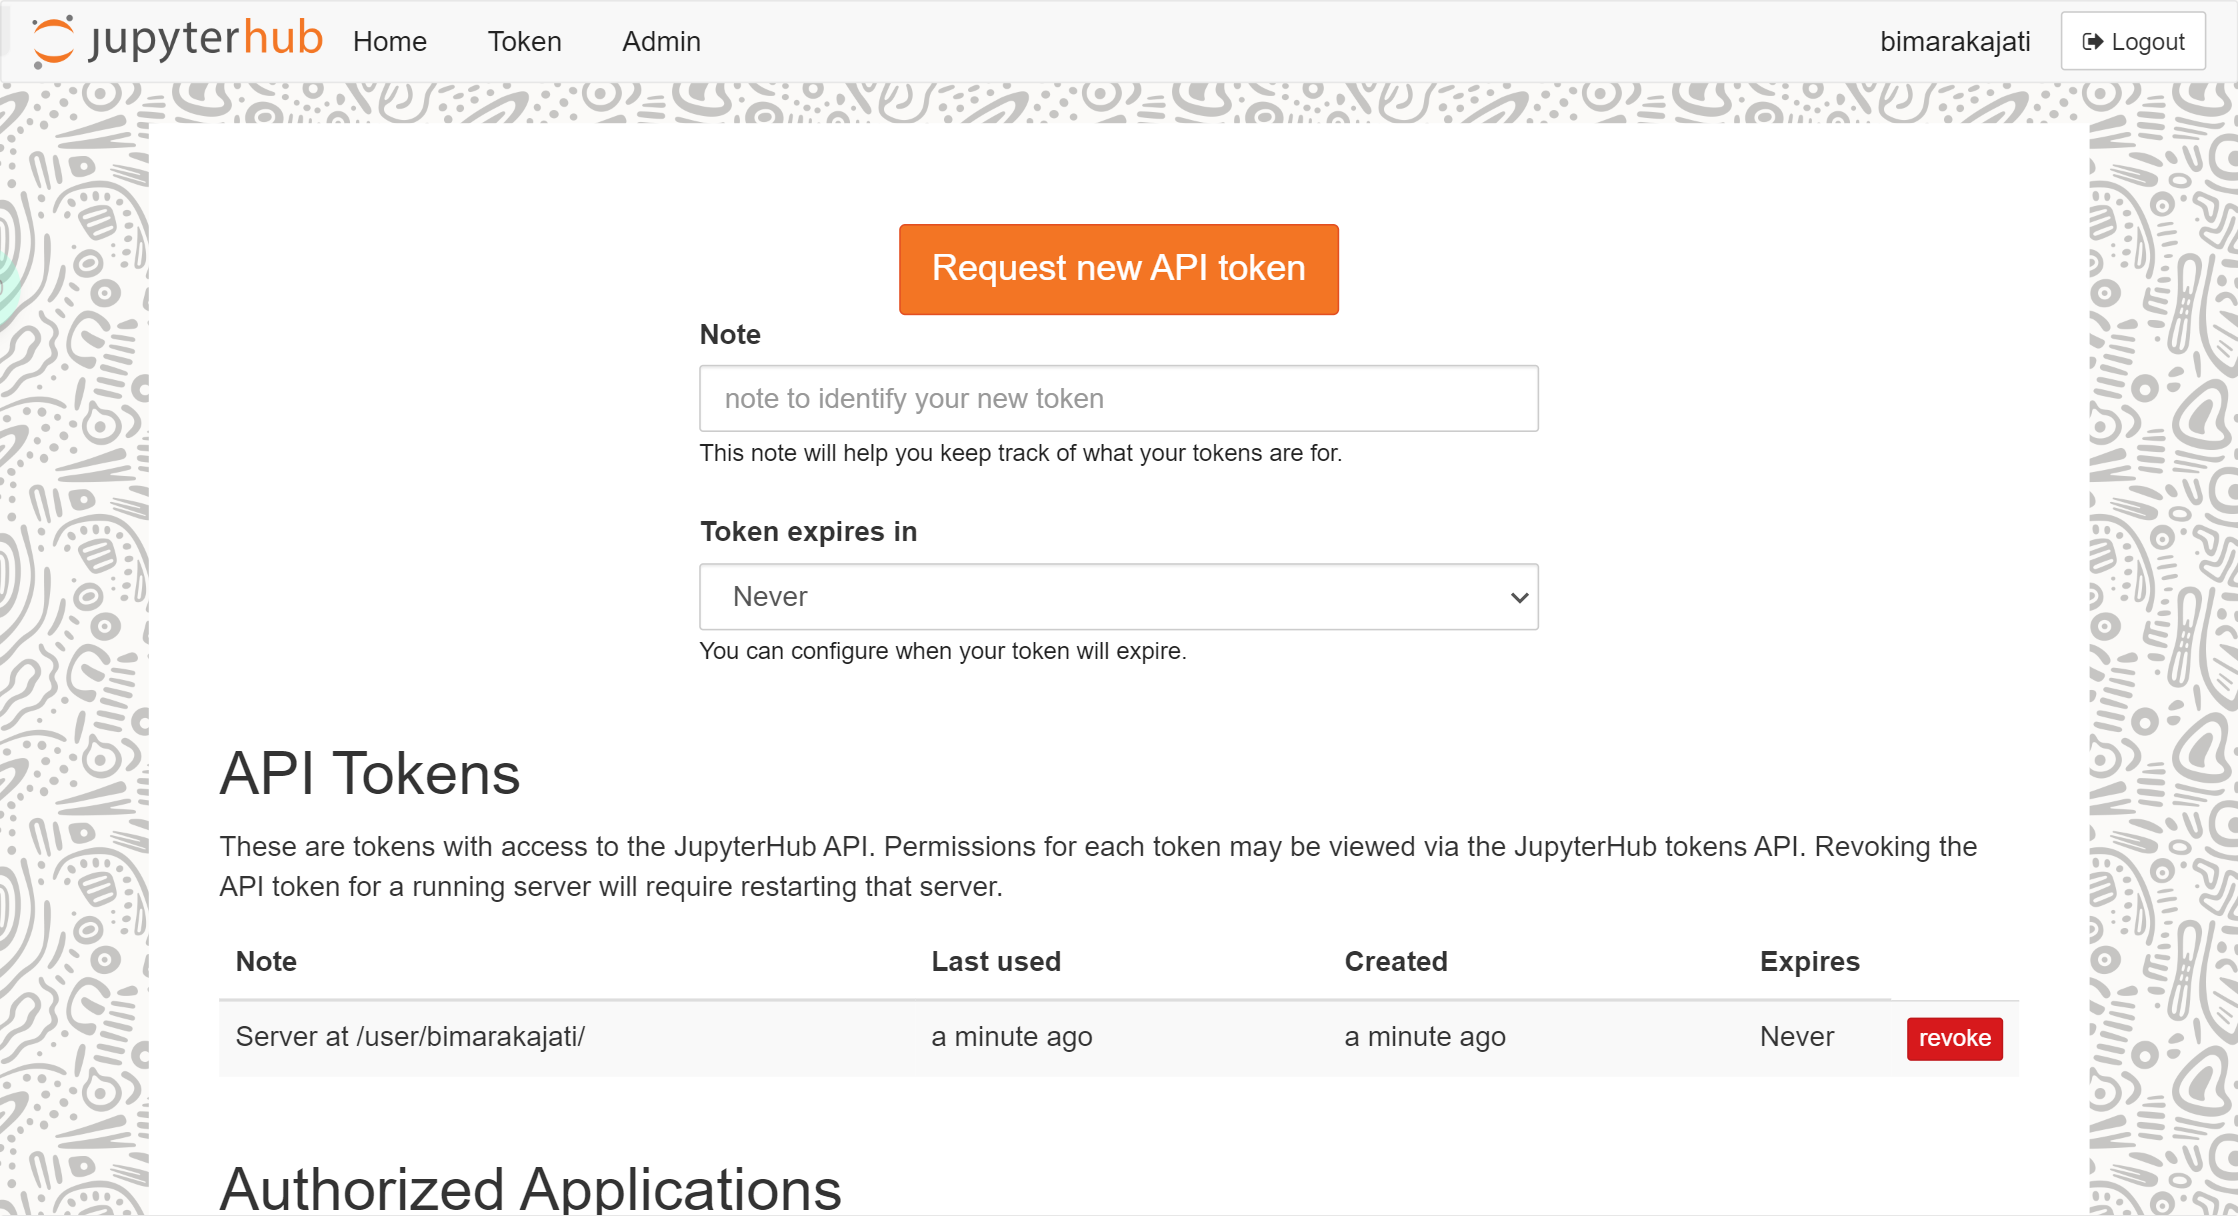 jupyterhub Home Token Admin bimarakajati Logout
Request new API token
Note
note to identify your new token
This note will help you keep track of what your tokens are for.
Token expires in
Never
You can configure when your token will expire.
API Tokens
These are tokens with access to the JupyterHub API. Permissions for each token may be viewed via the JupyterHub tokens API. Revoking the
API token for a running server will require restarting that server.
Note Last used Created Expires
Server at /user/bimarakajati/ a minute ago a minute ago Never revoke
Authorized Applications